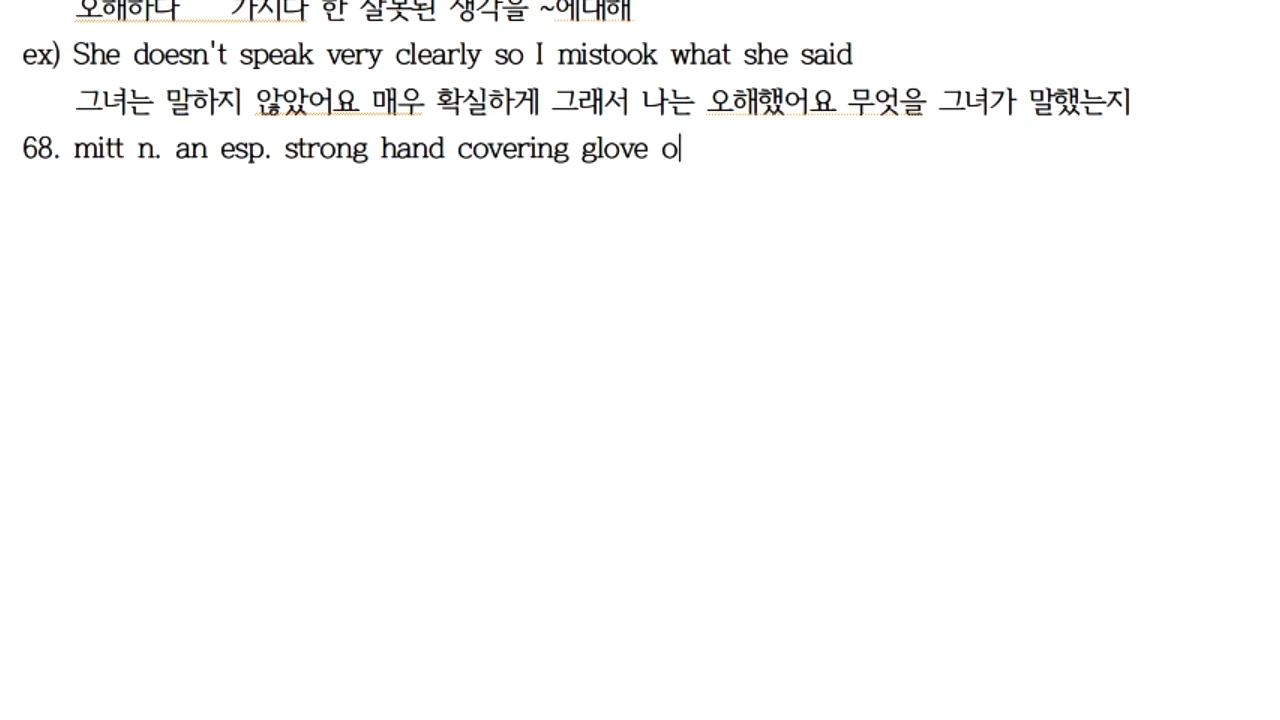 오해하다 가지다 한 잘못된 생각을 ~에대해
ex) She doesn't speak very clearly so I mistook what she said
그녀는 말하지 않았어요 매우 확실하게 그래서 나는 오해했어요 무엇을 그녀가 말했는지
68. mitt n. an esp. strong hand covering glove o